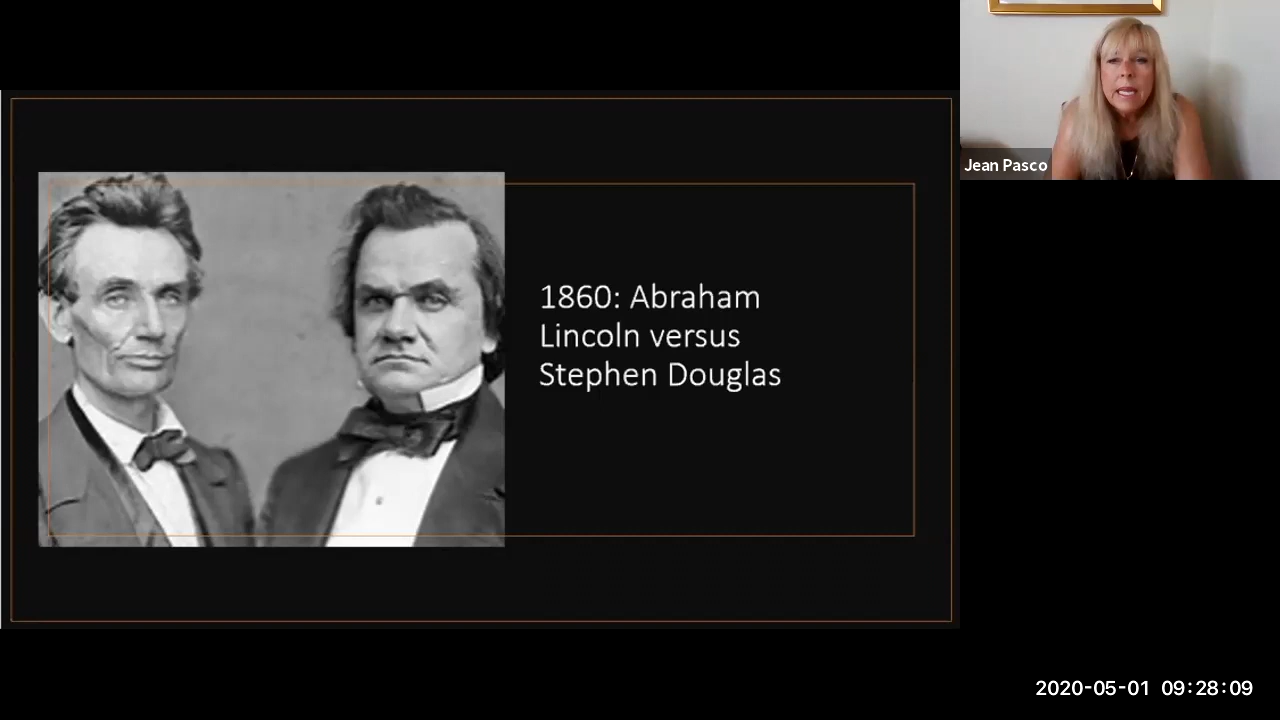 Jean Pasco
1860: Abraham
Lincoln versus
Stephen Douglas
2020-05-01 09:28:09